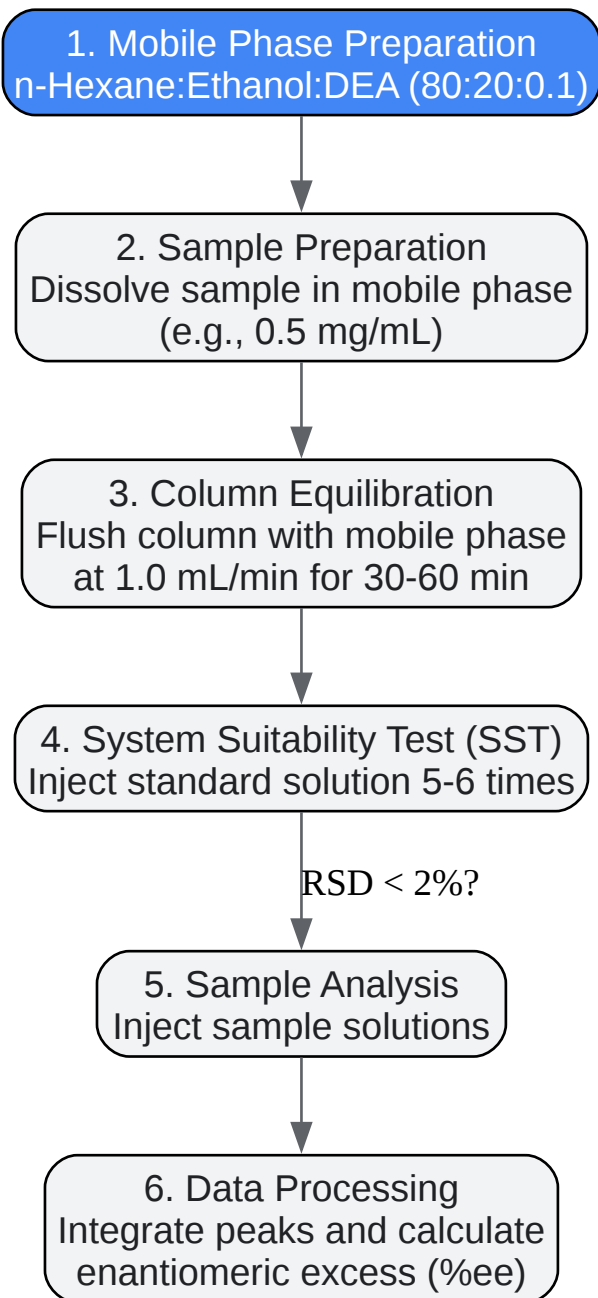 1. Mobile Phase Preparation
n-Hexane:Ethanol:DEA (80:20:0.1)
2. Sample Preparation
Dissolve sample in mobile phase
(e.g., 0.5 mg/mL)
3. Column Equilibration
Flush column with mobile phase
at 1.0 mL/min for 30-60 min
4. System Suitability Test (SST)
Inject standard solution 5-6 times
RSD < 2%?
5. Sample Analysis
Inject sample solutions
6. Data Processing
Integrate peaks and calculate
enantiomeric excess (%ee)